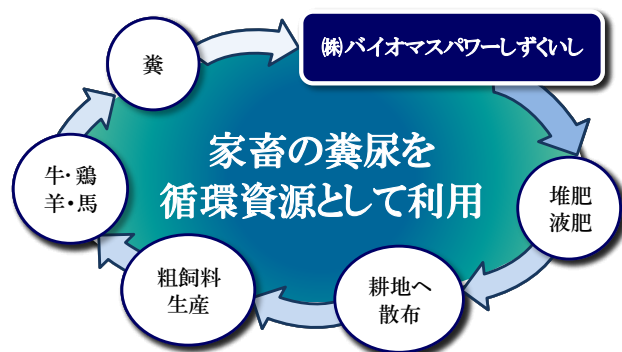 ㈱バイオマスパワーしずくいし
糞
家畜の糞尿を
循環資源として利用
牛・鶏
羊・馬
堆肥
液肥
粗飼料
生産
耕地へ
散布